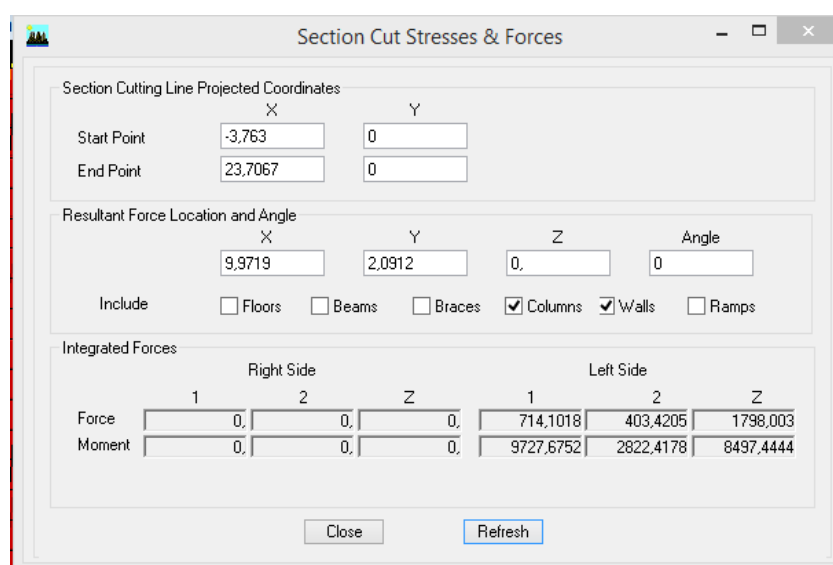 Section Cut Stresses & Forces
Section Cutting Line Projected Coordinates
X Y
Start Point -3,763 0
End Point 23,7067 0
Resultant Force Location and Angle
X Y Z Angle
9,9719 2,0912 0, 0
Include Floors Beams Braces Columns Walls Ramps
Integrated Forces
Right Side Left Side
1 2 Z 1 2 Z
Force 0, 0, 0, 714,1018 403,4205 1798,003
Moment 0, 0, 0, 9727,6752 2822,4178 8497,4444
Close Refresh